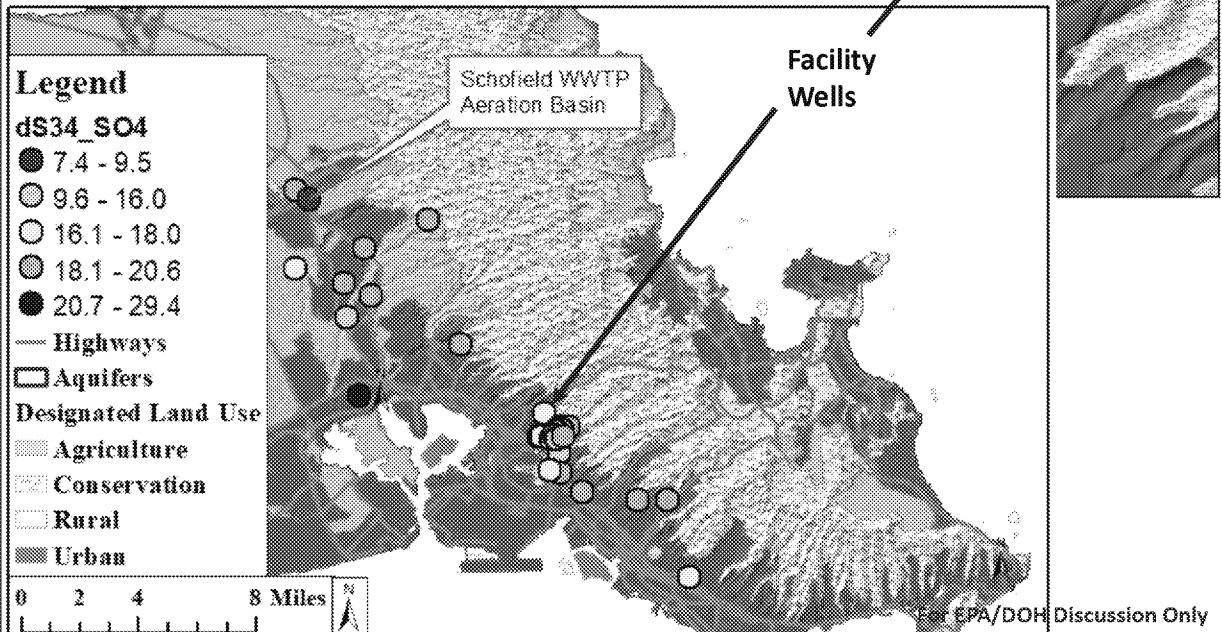 Facility
Wells
Schofield WWTP
Aeration Basin
Legend
dS34_SO4
7.4 - 9.5
9.6 - 16.0
16.1 - 18.0
18.1 - 20.6
20.7 - 29.4
Highways
Aquifers
Designated Land Use
Agriculture
Conservation
Rural
Urban
0 2 4 8 Miles
N
For EPA/DOH Discussion Only